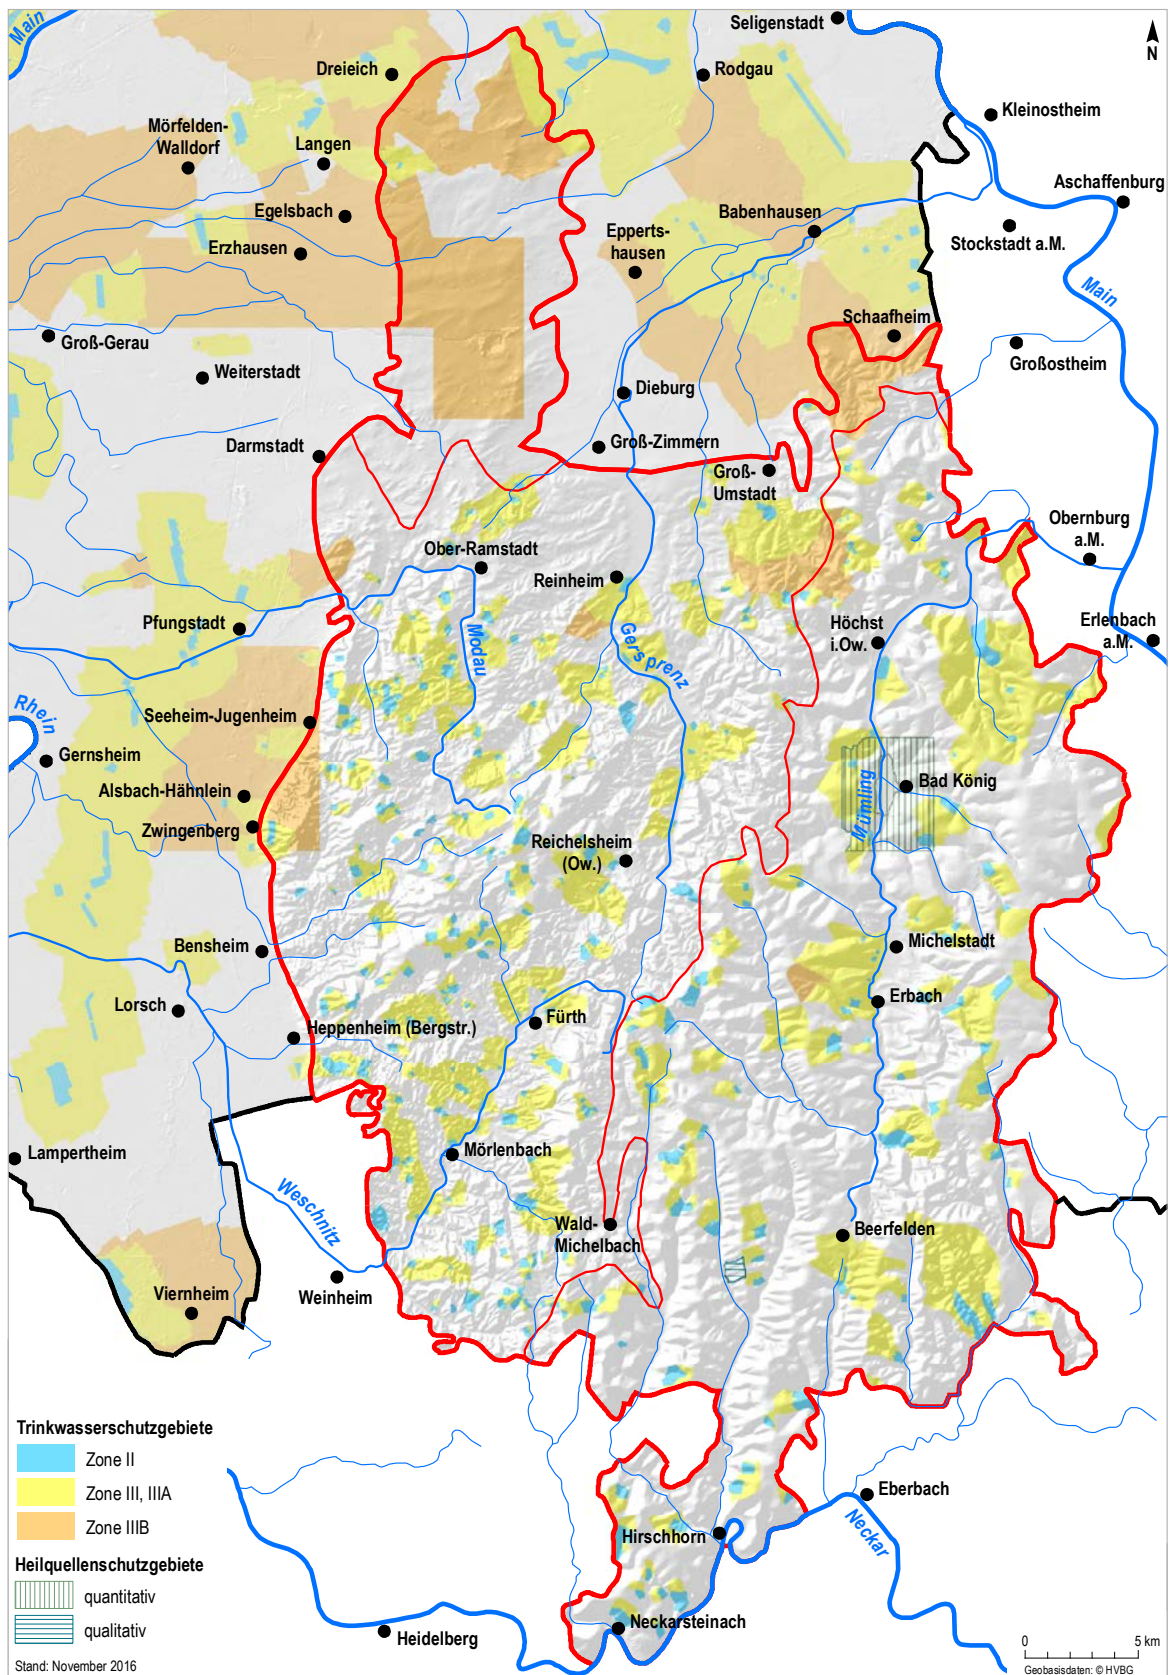 Main
Seligenstadt
N
Dreieich
Rodgau
Kleinostheim
Mörfelden-
Walldorf
Langen
Aschaffenburg
Egelsbach
Babenhausen
Stockstadt a.M.
Erzhausen
Epperts-
hausen
Main
Schaafheim
Groß-Gerau
Großostheim
Weiterstadt
Dieburg
Darmstadt
Groß-Zimmern
Groß-
Umstadt
Obernburg
a.M.
Ober-Ramstadt
Reinheim
Pfungstadt
Modau
Gersprenz
Höchst
i.Ow.
Erlenbach
a.M.
Rhein
Seeheim-Jugenheim
Gernsheim
Alsbach-Hähnlein
Mümling
Bad König
Zwingenberg
Reichelsheim
(Ow.)
Bensheim
Michelstadt
Lorsch
Erbach
Fürth
Heppenheim (Bergstr.)
Lampertheim
Mörlenbach
Weschnitz
Wald-
Michelbach
Beerfelden
Viernheim
Weinheim
Trinkwasserschutzgebiete
Zone II
Zone III, IIIA
Zone IIIB
Heilquellenschutzgebiete
quantitativ
qualitativ
Stand: November 2016
Eberbach
Neckar
Hirschhorn
Neckarsteinach
Heidelberg
0 5 km
Geobasisdaten: © HVBG